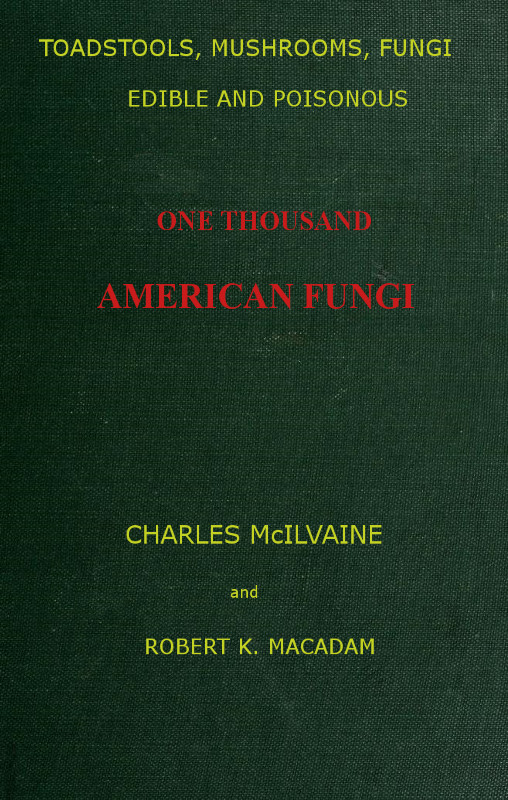 TOADSTOOLS, MUSHROOMS, FUNGI
EDIBLE AND POISONOUS
ONE THOUSAND
AMERICAN FUNGI
CHARLES McILVAINE
and
ROBERT K. MACADAM